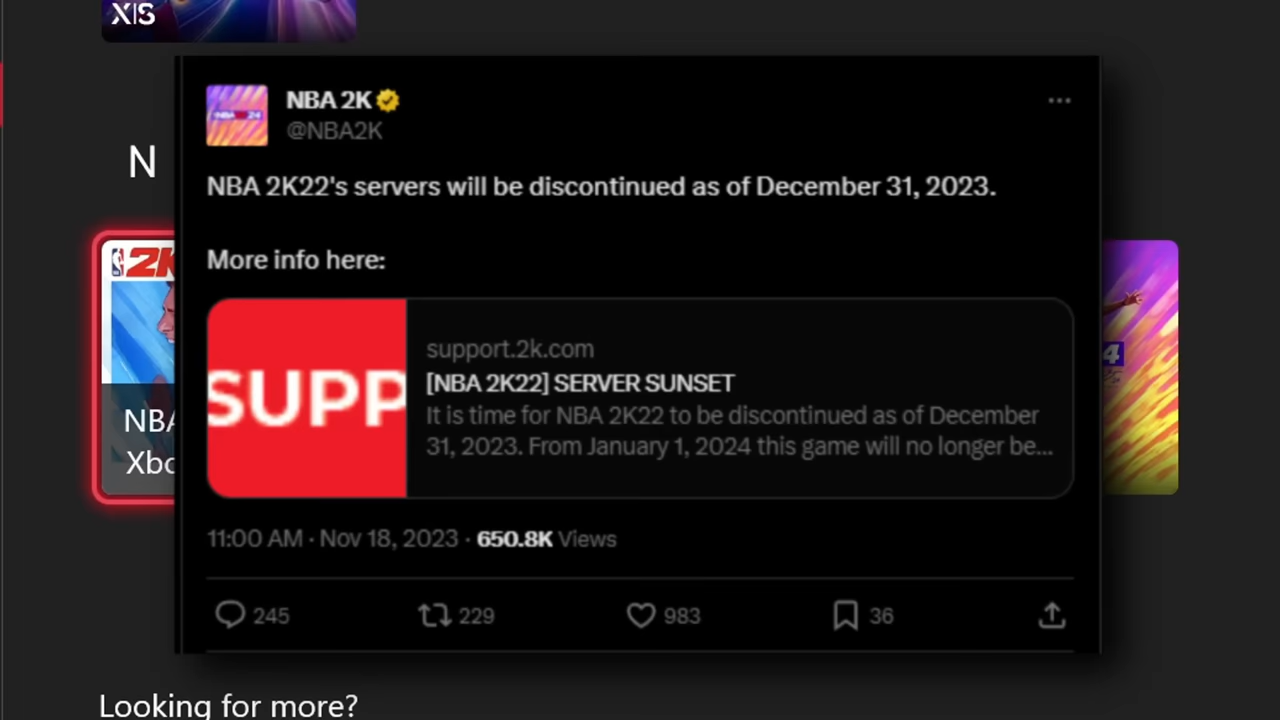 X|S
NBA 2K
@NBA2K
N
NBA 2K22's servers will be discontinued as of December 31, 2023.
More info here:
2K
4
SUPP
support.2k.com
[NBA 2K22] SERVER SUNSET
It is time for NBA 2K22 to be discontinued as of December
31, 2023. From January 1, 2024 this game will no longer be...
NBA
Xbo
11:00 AM · Nov 18, 2023 · 650.8K Views
245 229 983 36
Looking for more?